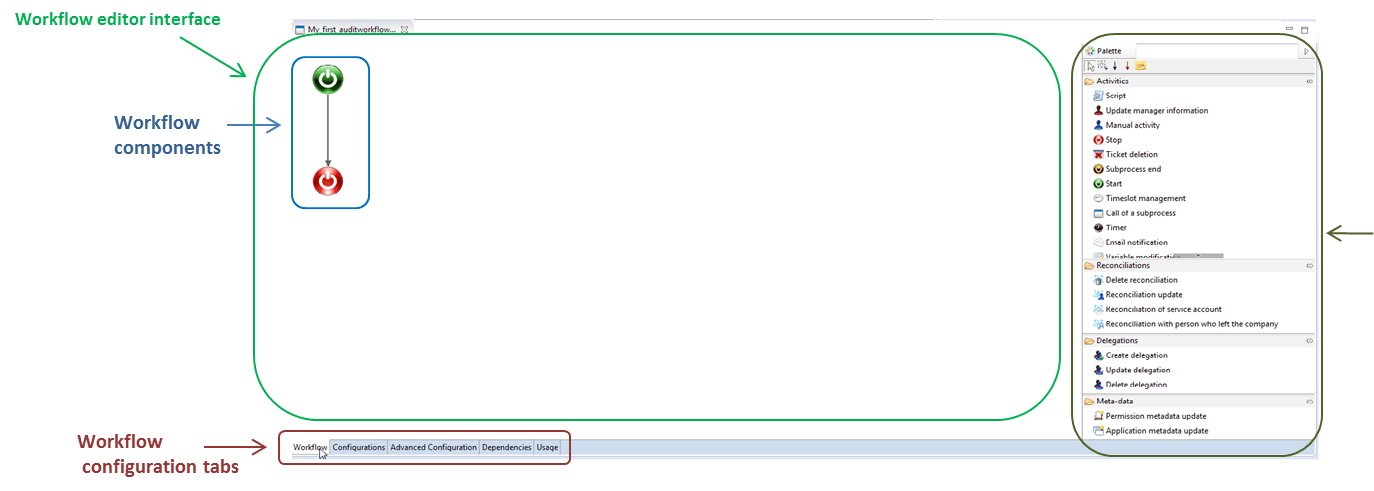 Workflow editor interface
My_first_auditworkflow...
Workflow
components
Palette
Activities
Script
Update manager information
Manual activity
Stop
Ticket deletion
Subprocess end
Start
Timeslot management
Call of a subprocess
Timer
Email notification
Reconciliations
Delete reconciliation
Reconciliation update
Reconciliation of service account
Reconciliation with person who left the company
Delegations
Create delegation
Update delegation
Delete delegation
Meta-data
Permission metadata update
Application metadata update
Workflow
configuration tabs
Workflow Configurations Advanced Configuration Dependencies Usage